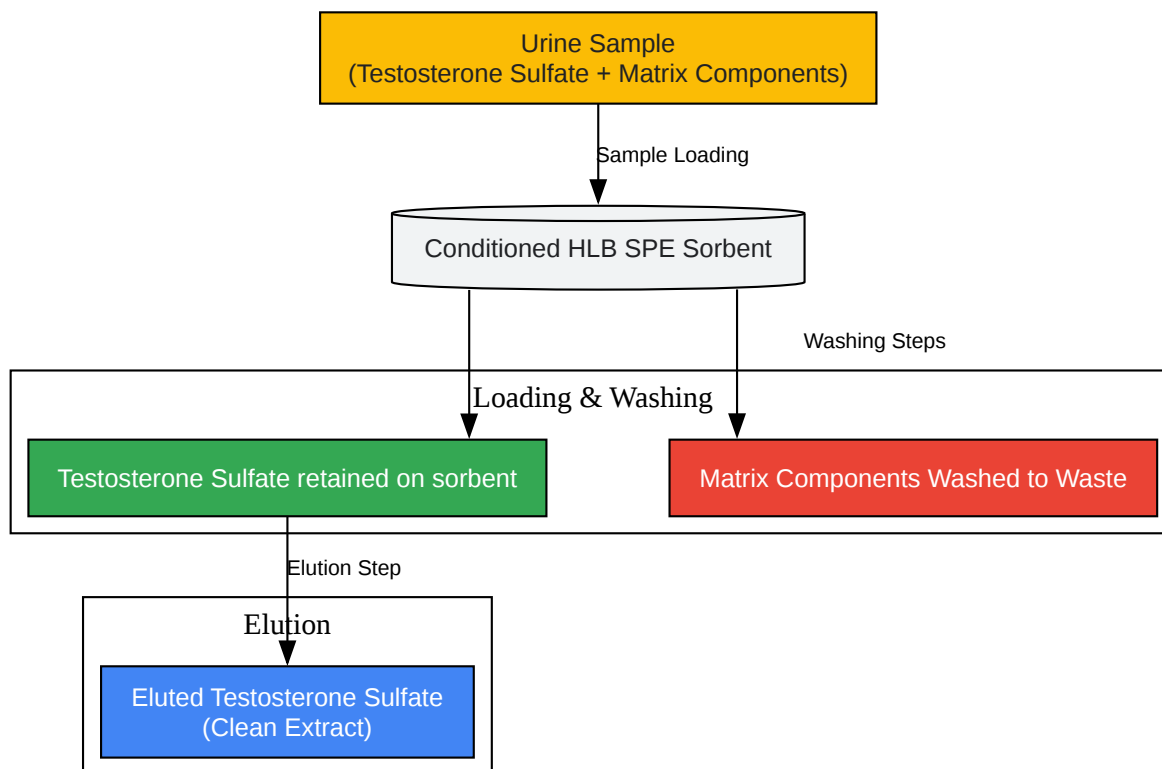 Urine Sample
(Testosterone Sulfate + Matrix Components)
Sample Loading
Conditioned HLB SPE Sorbent
Washing Steps
Loading & Washing
Testosterone Sulfate retained on sorbent
Matrix Components Washed to Waste
Elution Step
Elution
Eluted Testosterone Sulfate
(Clean Extract)